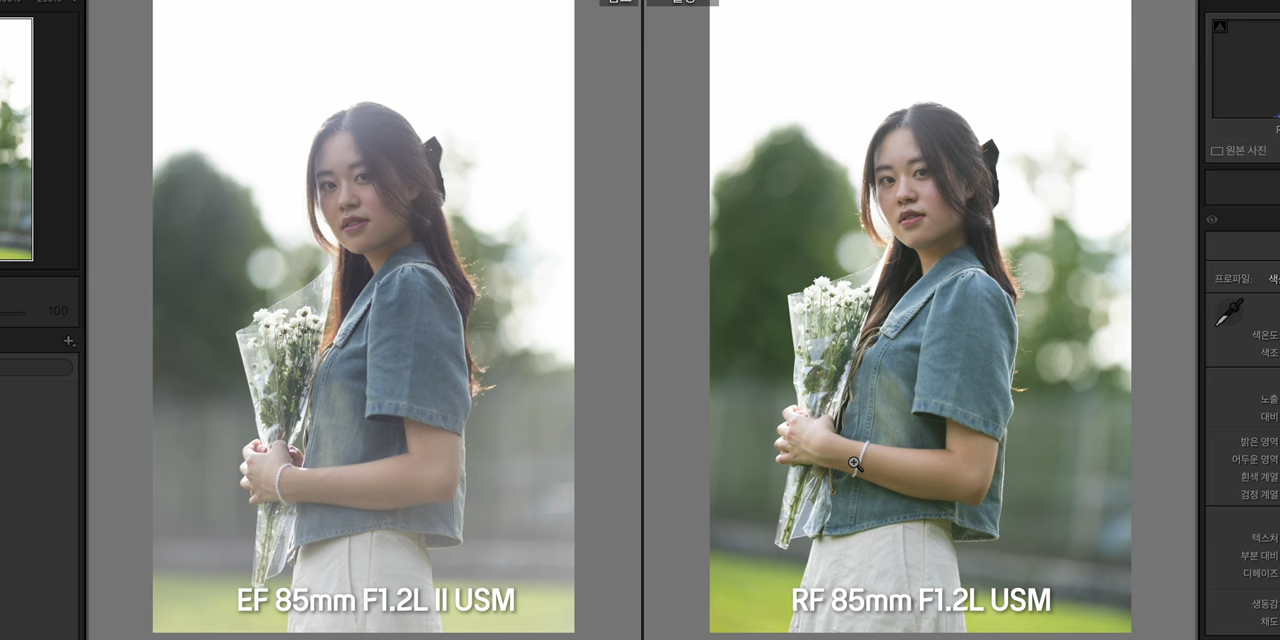 100
EF 85mm F1.2L II USM
RF 85mm F1.2L USM
원본 사진
프로파일:
색온도
색조
노출
대비
밝은 영역
어두운 영역
흰색 계열
검정 계열
텍스처
부분 대비
디헤이즈
생동감
채도